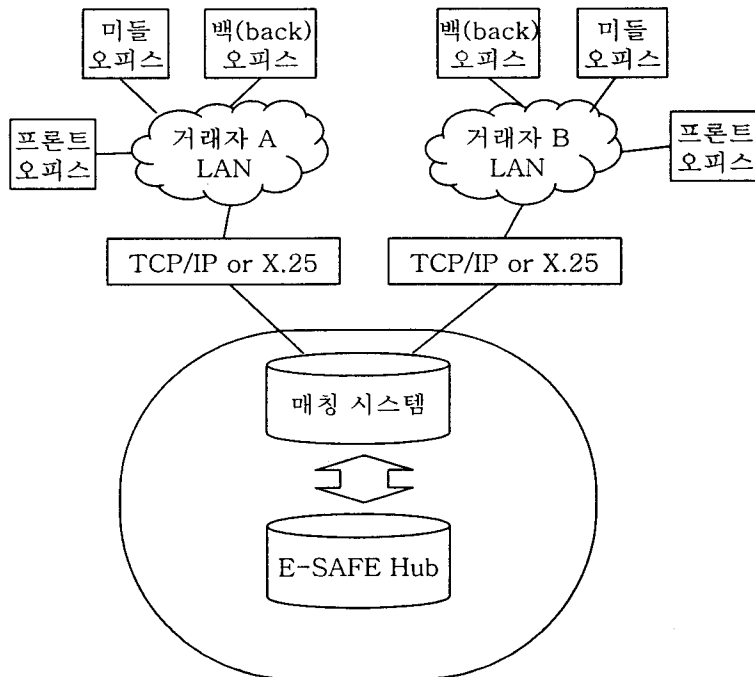 미들
오피스
백(back)
오피스
백(back)
오피스
미들
오피스
프론트
오피스
거래자 A
LAN
거래자 B
LAN
프론트
오피스
TCP/IP or X.25
TCP/IP or X.25
매칭 시스템
E-SAFE Hub